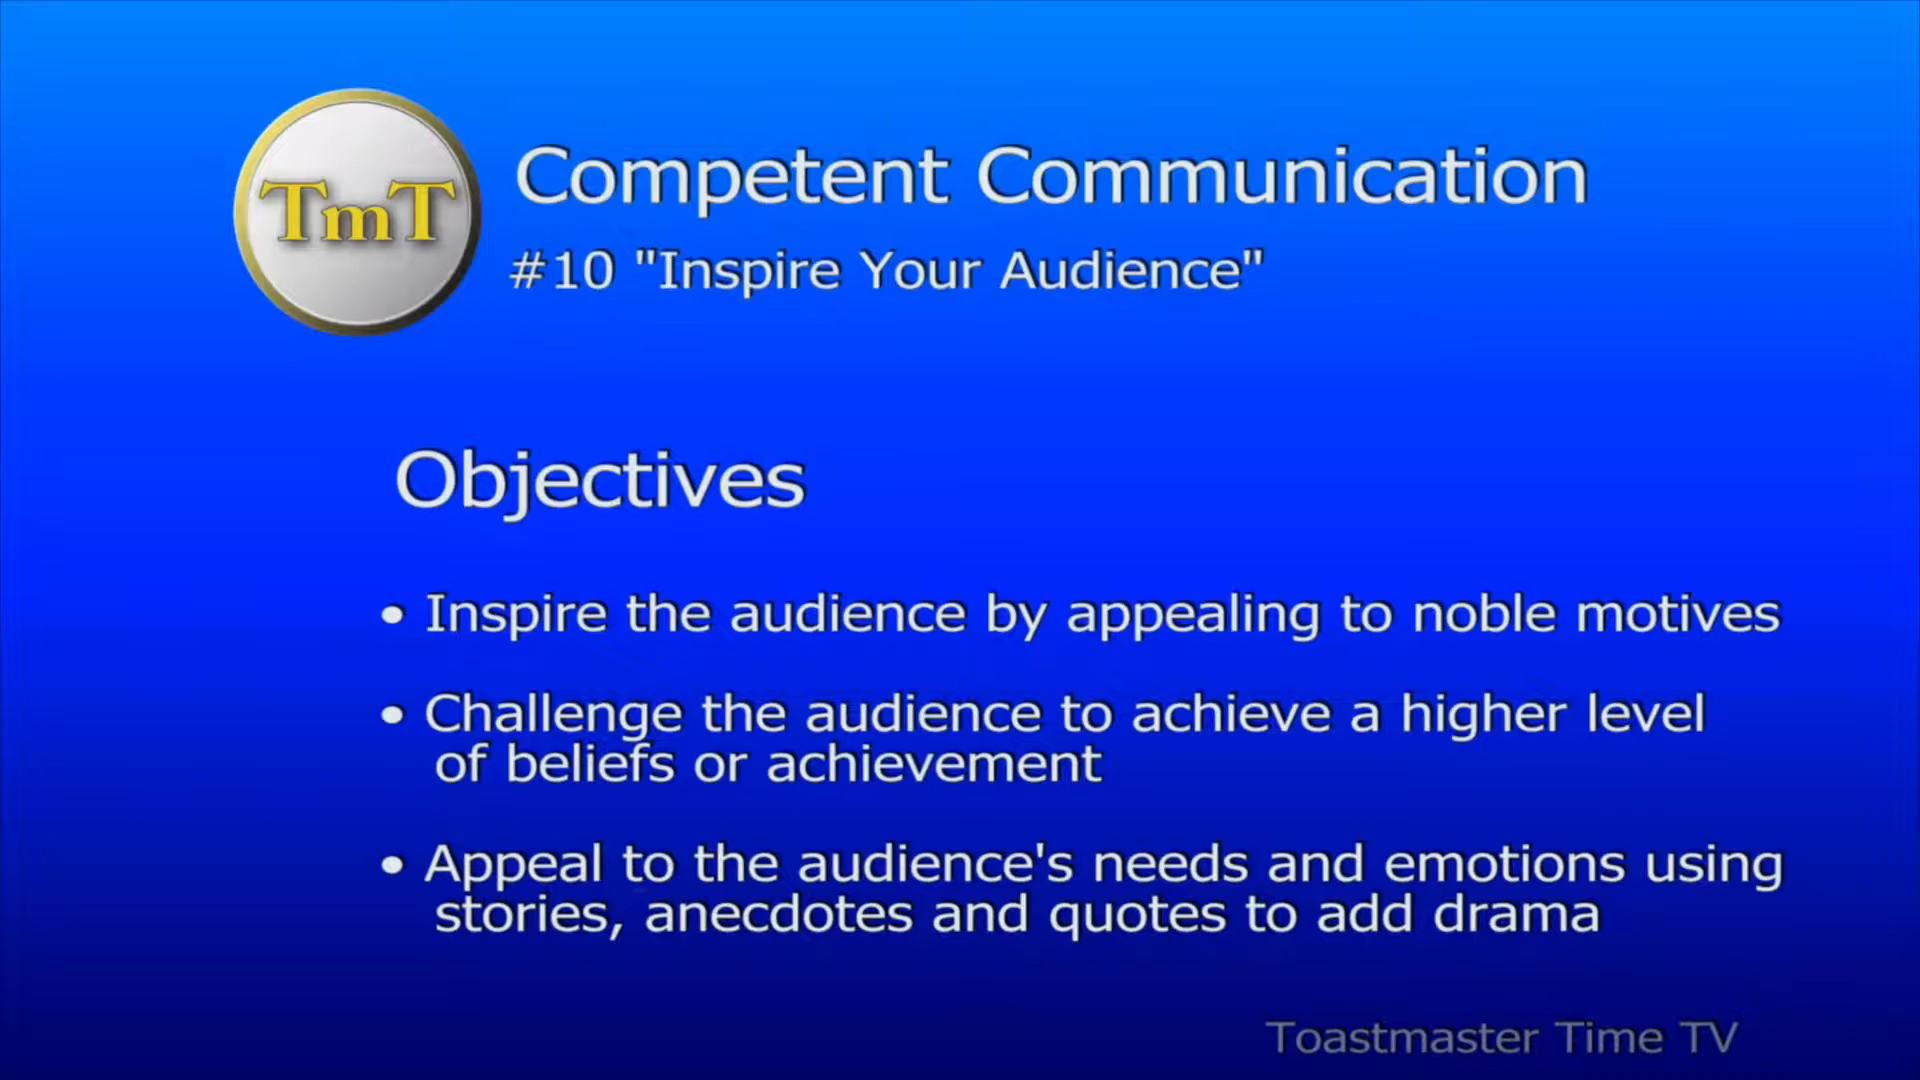 TmT
Competent Communication
#10 "Inspire Your Audience"
Objectives
• Inspire the audience by appealing to noble motives
• Challenge the audience to achieve a higher level
of beliefs or achievement
• Appeal to the audience's needs and emotions using
stories, anecdotes and quotes to add drama
Toastmaster Time TV